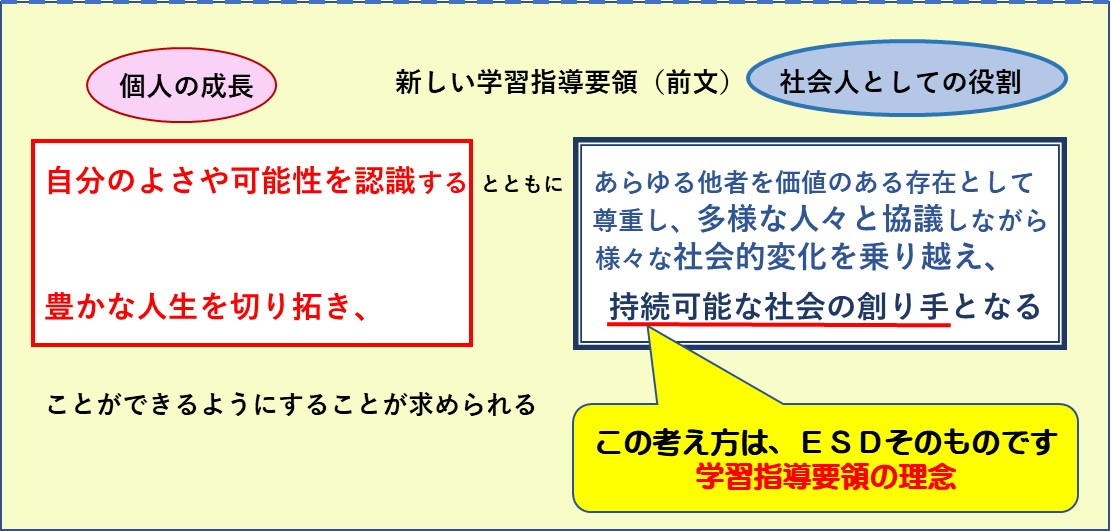 個人の成長
新しい学習指導要領（前文）
社会人としての役割
自分のよさや可能性を認識する
とともに
あらゆる他者を価値のある存在として
尊重し、多様な人々と協議しながら
様々な社会的変化を乗り越え、
豊かな人生を切り拓き、
持続可能な社会の創り手となる
ことができるようにすることが求められる
この考え方は、ＥＳＤそのものです
学習指導要領の理念